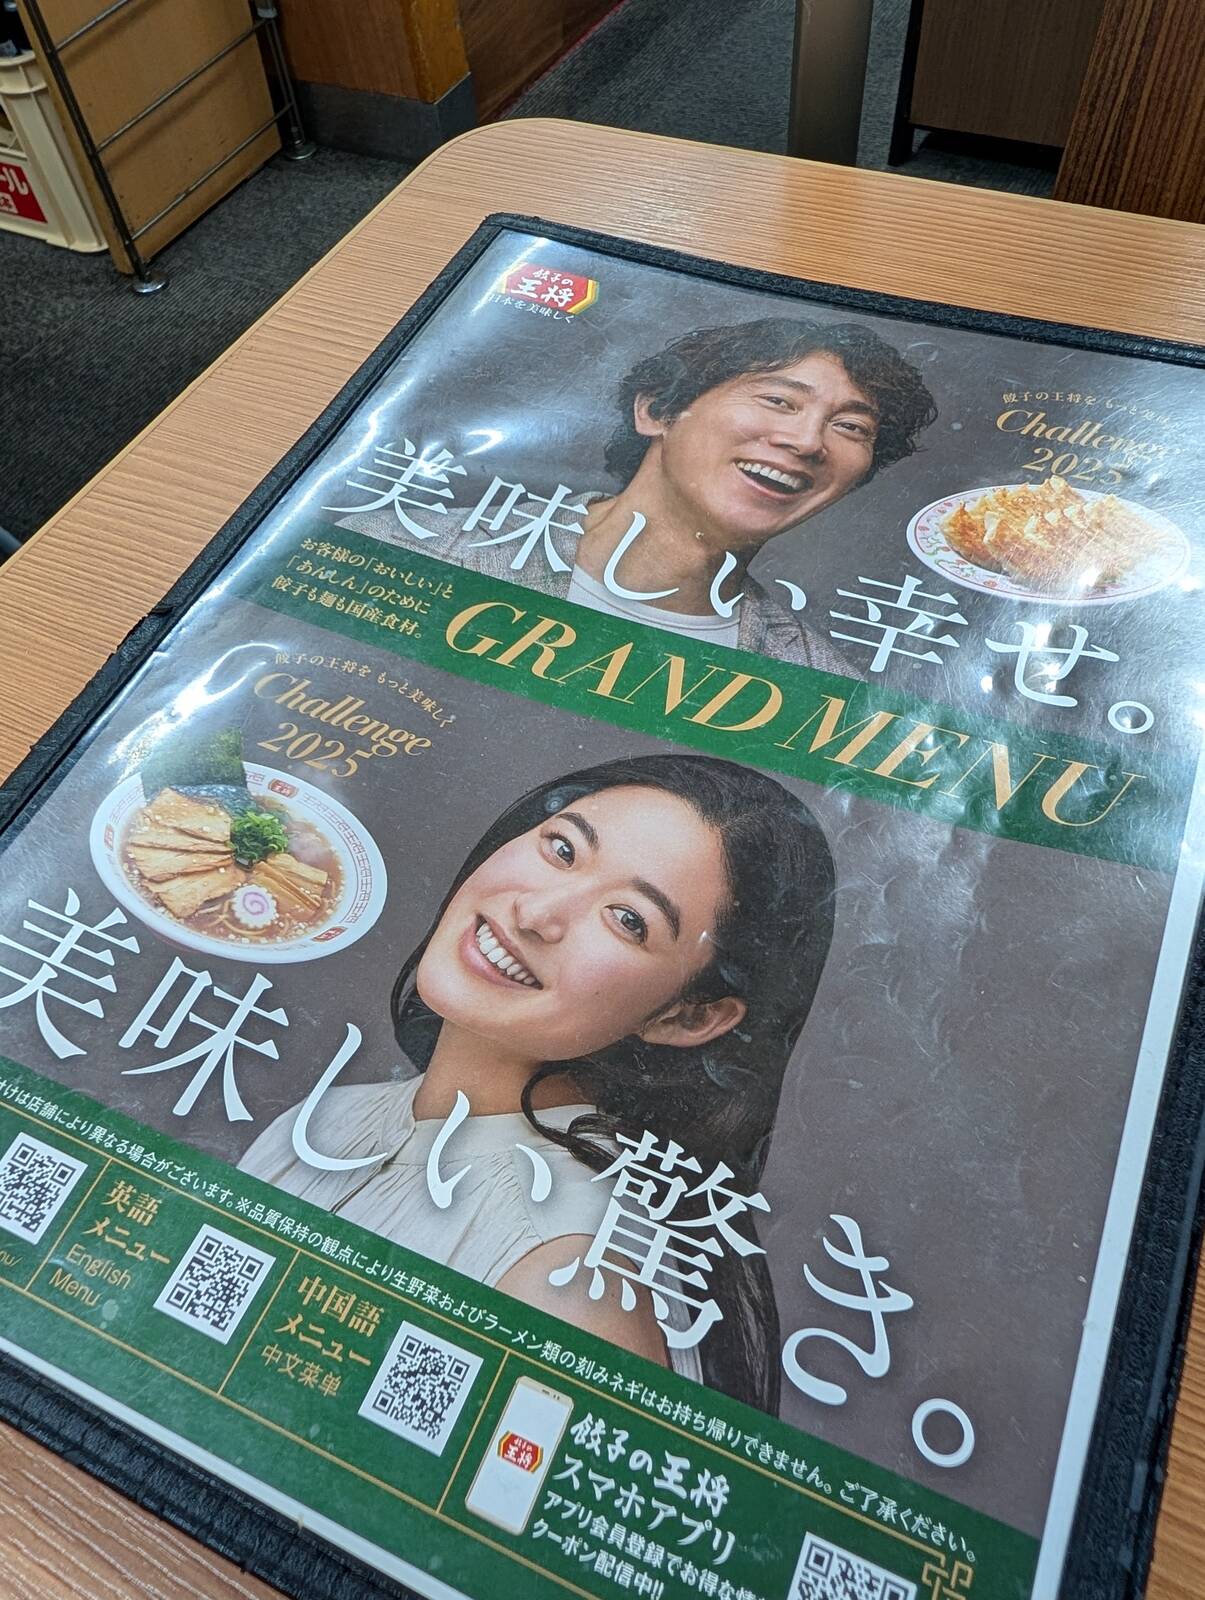 餃子の
王将
日本を美味しく
餃子の王将を もっと美味しく
Challenge
2025
美味しい幸せ。
お客様の「おいしい」と
「あんしん」のために
餃子も麺も国産食材。
GRAND MENU
餃子の王将を もっと美味しく
Challenge
2025
美味しい驚き。
は店舗により異なる場合がございます。※品質保持の観点により生野菜およびラーメン類の刻みネギはお持ち帰りできません。ご了承ください。
英語
メニュー
English
Menu
中国語
メニュー
中文菜单
餃子の
王将
餃子の王将
スマホアプリ
アプリ会員登録でお得な
クーポン配信中!!